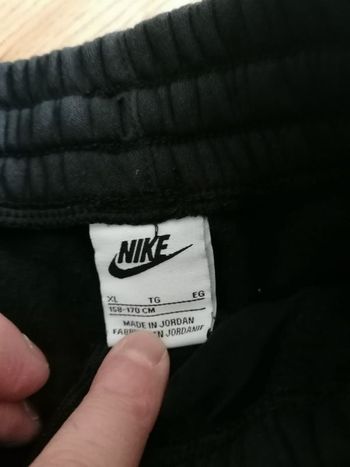 NIKE
XL TG EG
158-170 CM
MADE IN JORDAN
EN JORDANIE